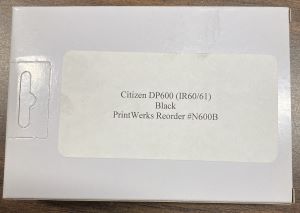 Citizen DP600 (IR60/61)
Black
PrintWerks Reorder #N600B